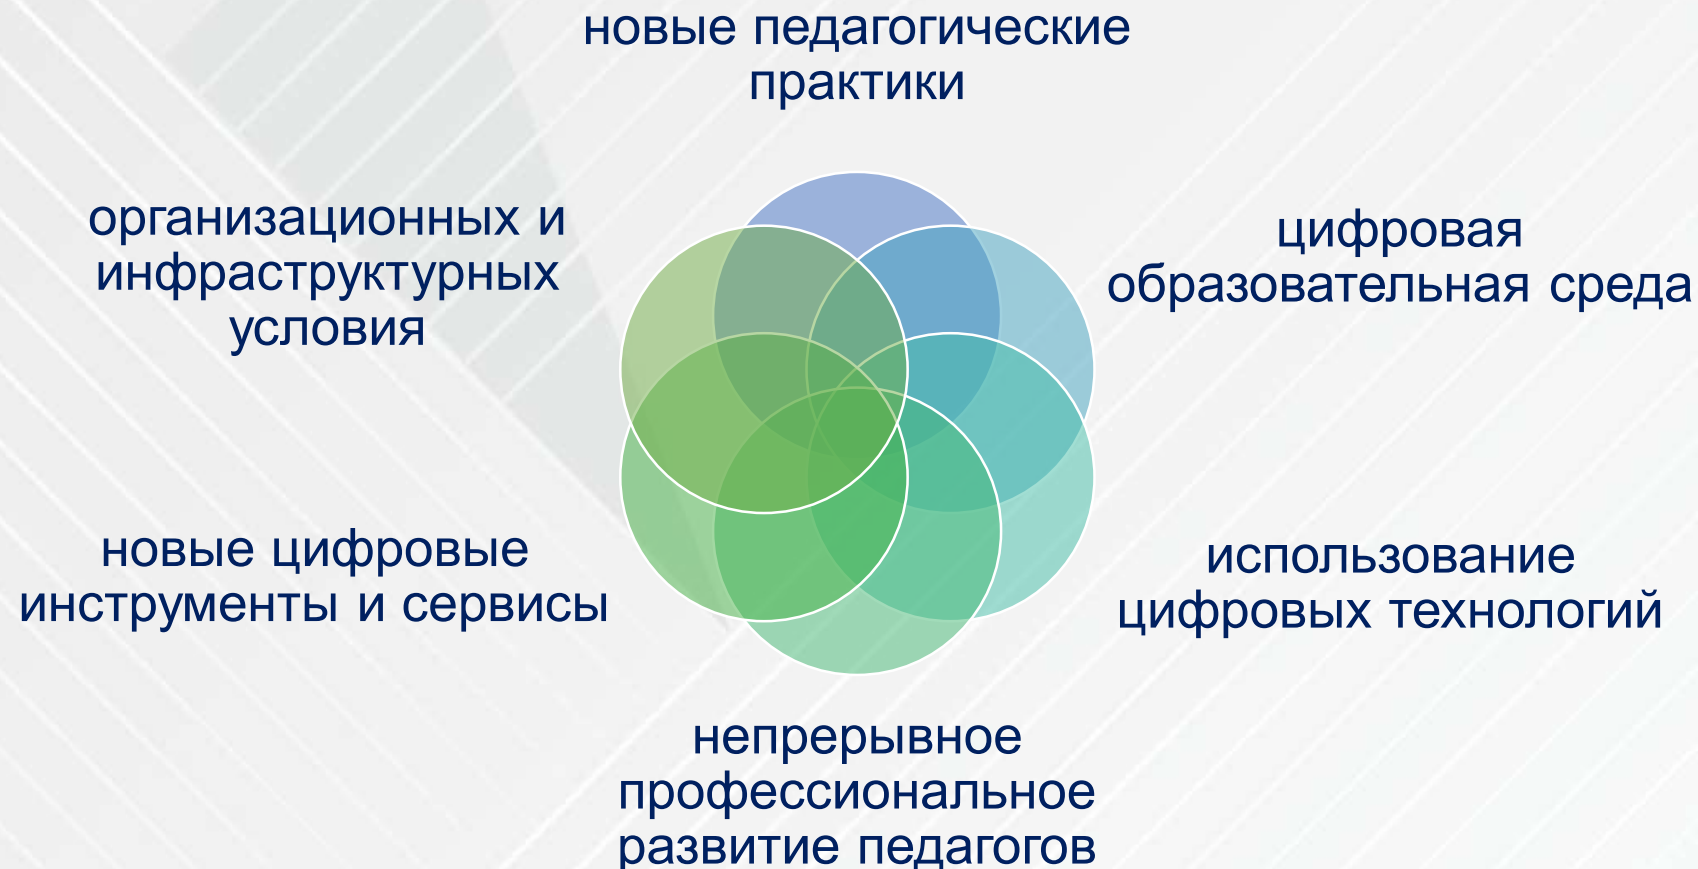 новые педагогические
практики
цифровая
образовательная среда
использование
цифровых технологий
непрерывное
профессиональное
развитие педагогов
новые цифровые
инструменты и сервисы
организационных и
инфраструктурных
условия